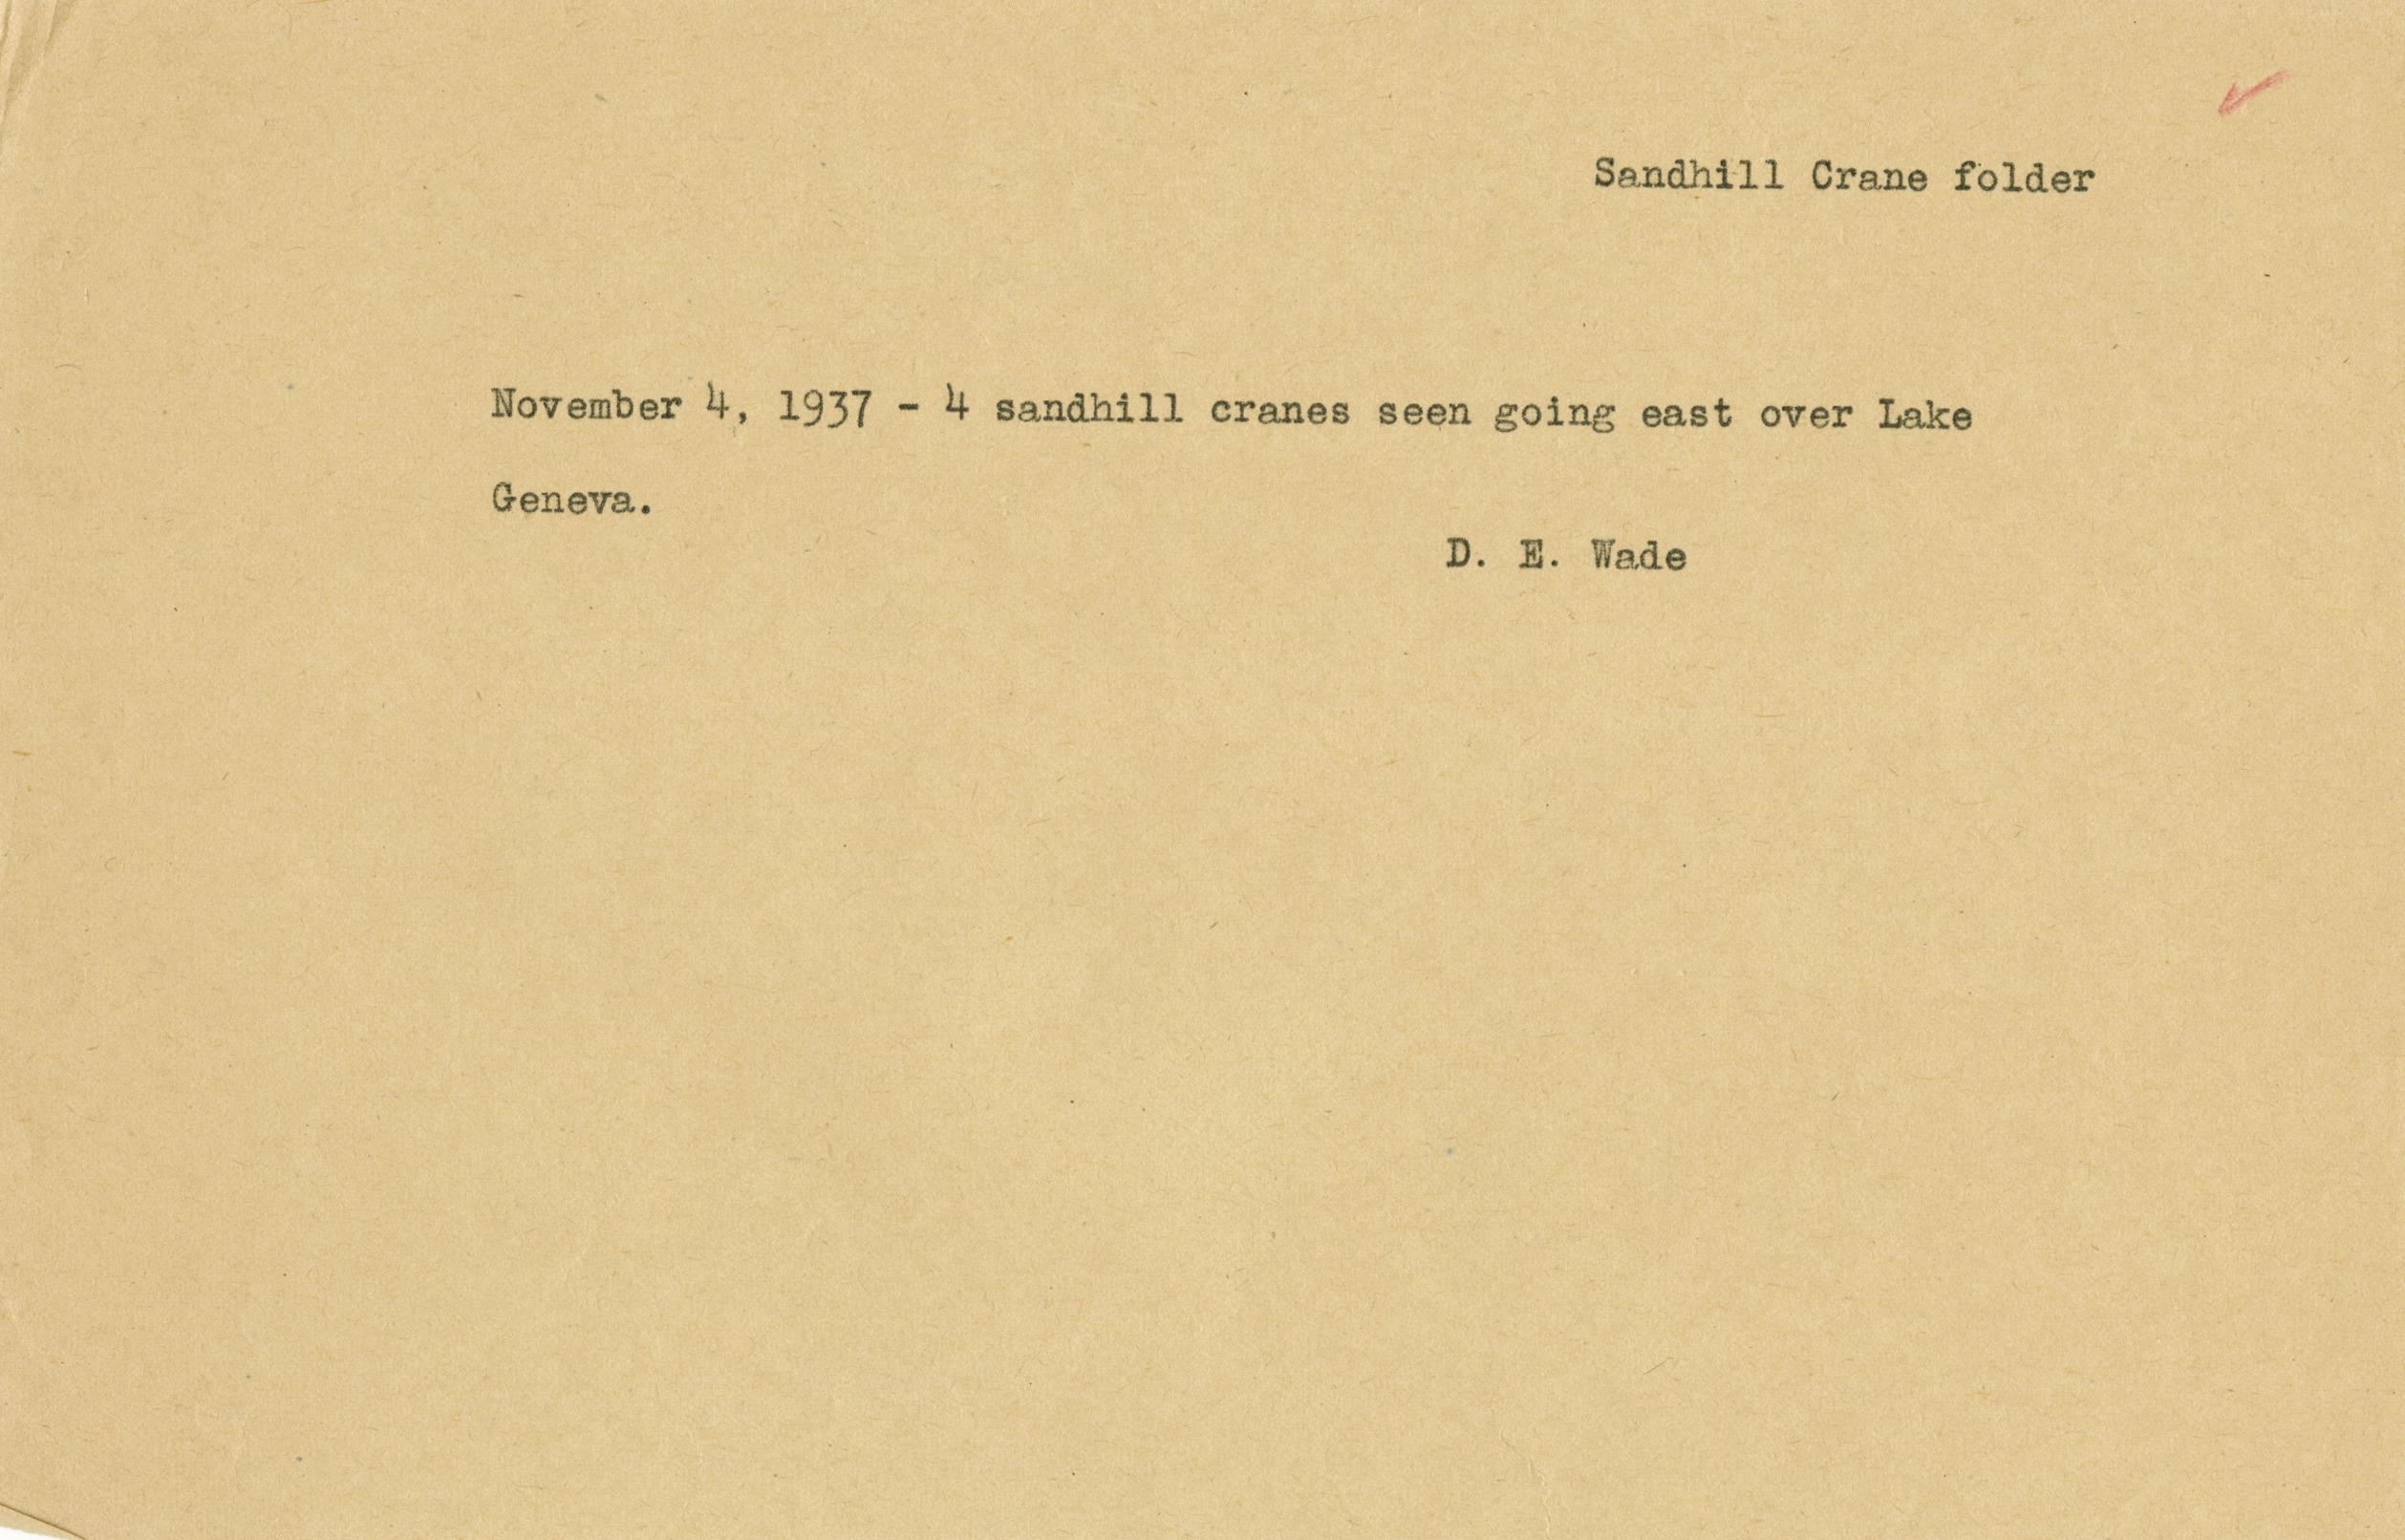 Sandhill Crane folder
November 4, 1937 - 4 sandhill cranes seen going east over Lake
Geneva.
D. E. Wade